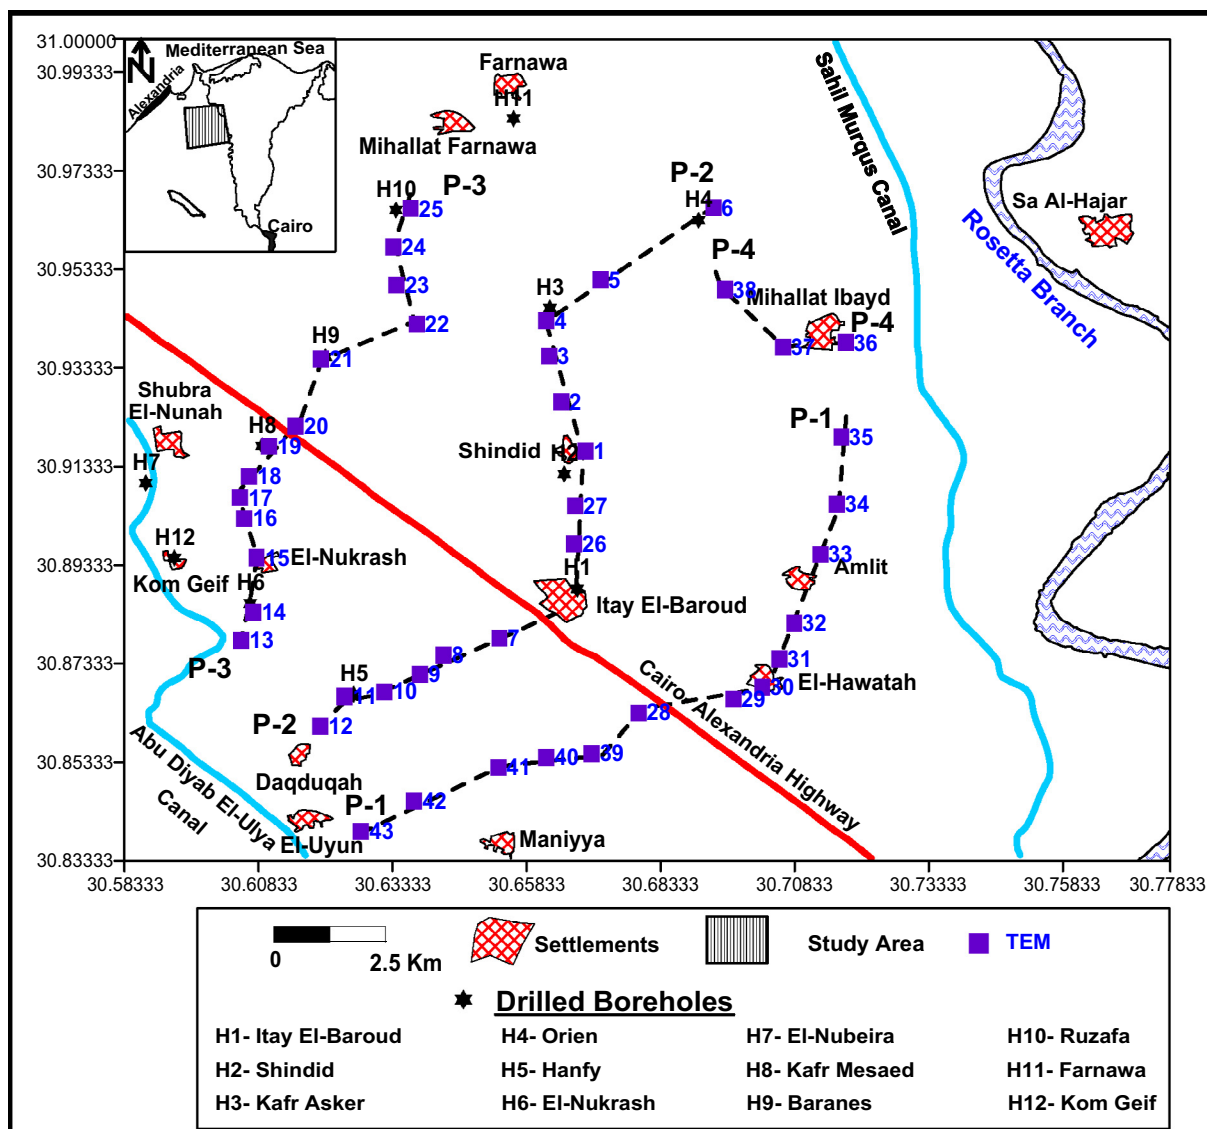 31.00000
30.99333
30.97333
30.95333
30.93333
30.91333
30.89333
30.87333
30.85333
30.83333
30.58333
30.60833
30.63333
30.65833
30.68333
30.70833
30.73333
30.75833
30.77833
N
Mediterranean Sea
Alexandria
Cairo
Farnawa
H11
Mihallat Farnawa
P-3
H10
25
24
23
22
H9
21
20
H8
19
18
17
16
15
El-Nukrash
H6
14
13
P-3
Shubra
El-Nunah
H7
H12
Kom Geif
P-2
H4
6
5
H3
4
3
2
Shindid
1
H2
27
26
H1
Itay El-Baroud
7
8
9
10
H5
11
12
P-2
Daqduqah
P-4
38
Mihallat Ibayd
P-4
37
36
P-1
35
34
33
Amlit
32
31
30
El-Hawatah
29
28
39
40
41
42
43
P-1
El-Uyun
Maniyya
Sahil Murqus Canal
Sa Al-Hajar
Rosetta Branch
Cairo- Alexandria Highway
Abu Diyab El-Ulya
Canal
0
2.5 Km
Settlements
Study Area
TEM
Drilled Boreholes
H1- Itay El-Baroud
H4- Orien
H7- El-Nubeira
H10- Ruzafa
H2- Shindid
H5- Hanfy
H8- Kafr Mesaed
H11- Farnawa
H3- Kafr Asker
H6- El-Nukrash
H9- Baranes
H12- Kom Geif